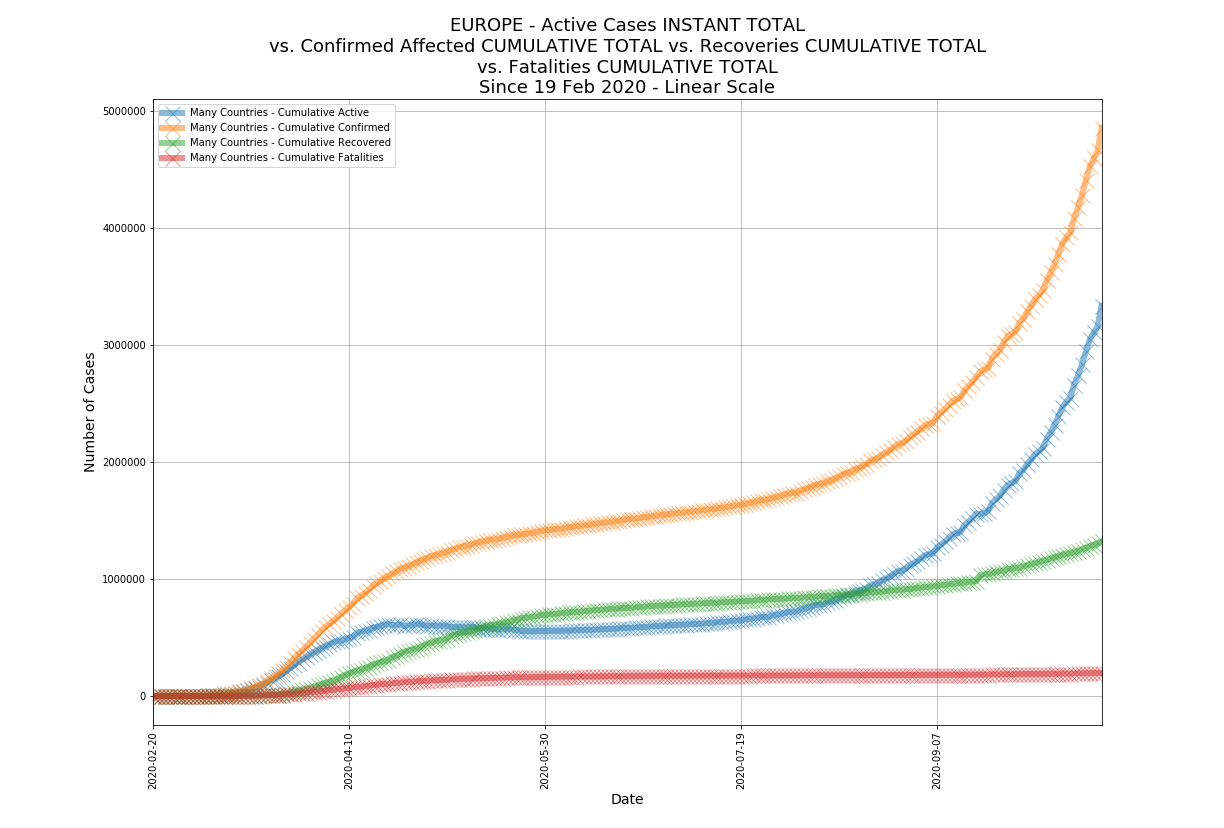 EUROPE - Active Cases INSTANT TOTAL
vs. Confirmed Affected CUMULATIVE TOTAL vs. Recoveries CUMULATIVE TOTAL
vs. Fatalities CUMULATIVE TOTAL
Since 19 Feb 2020 - Linear Scale
Many Countries - Cumulative Active
Many Countries - Cumulative Confirmed
Many Countries - Cumulative Recovered
Many Countries - Cumulative Fatalities
Number of Cases
5000000
4000000
3000000
2000000
1000000
0
2020-02-20
2020-04-10
2020-05-30
2020-07-19
2020-09-07
Date